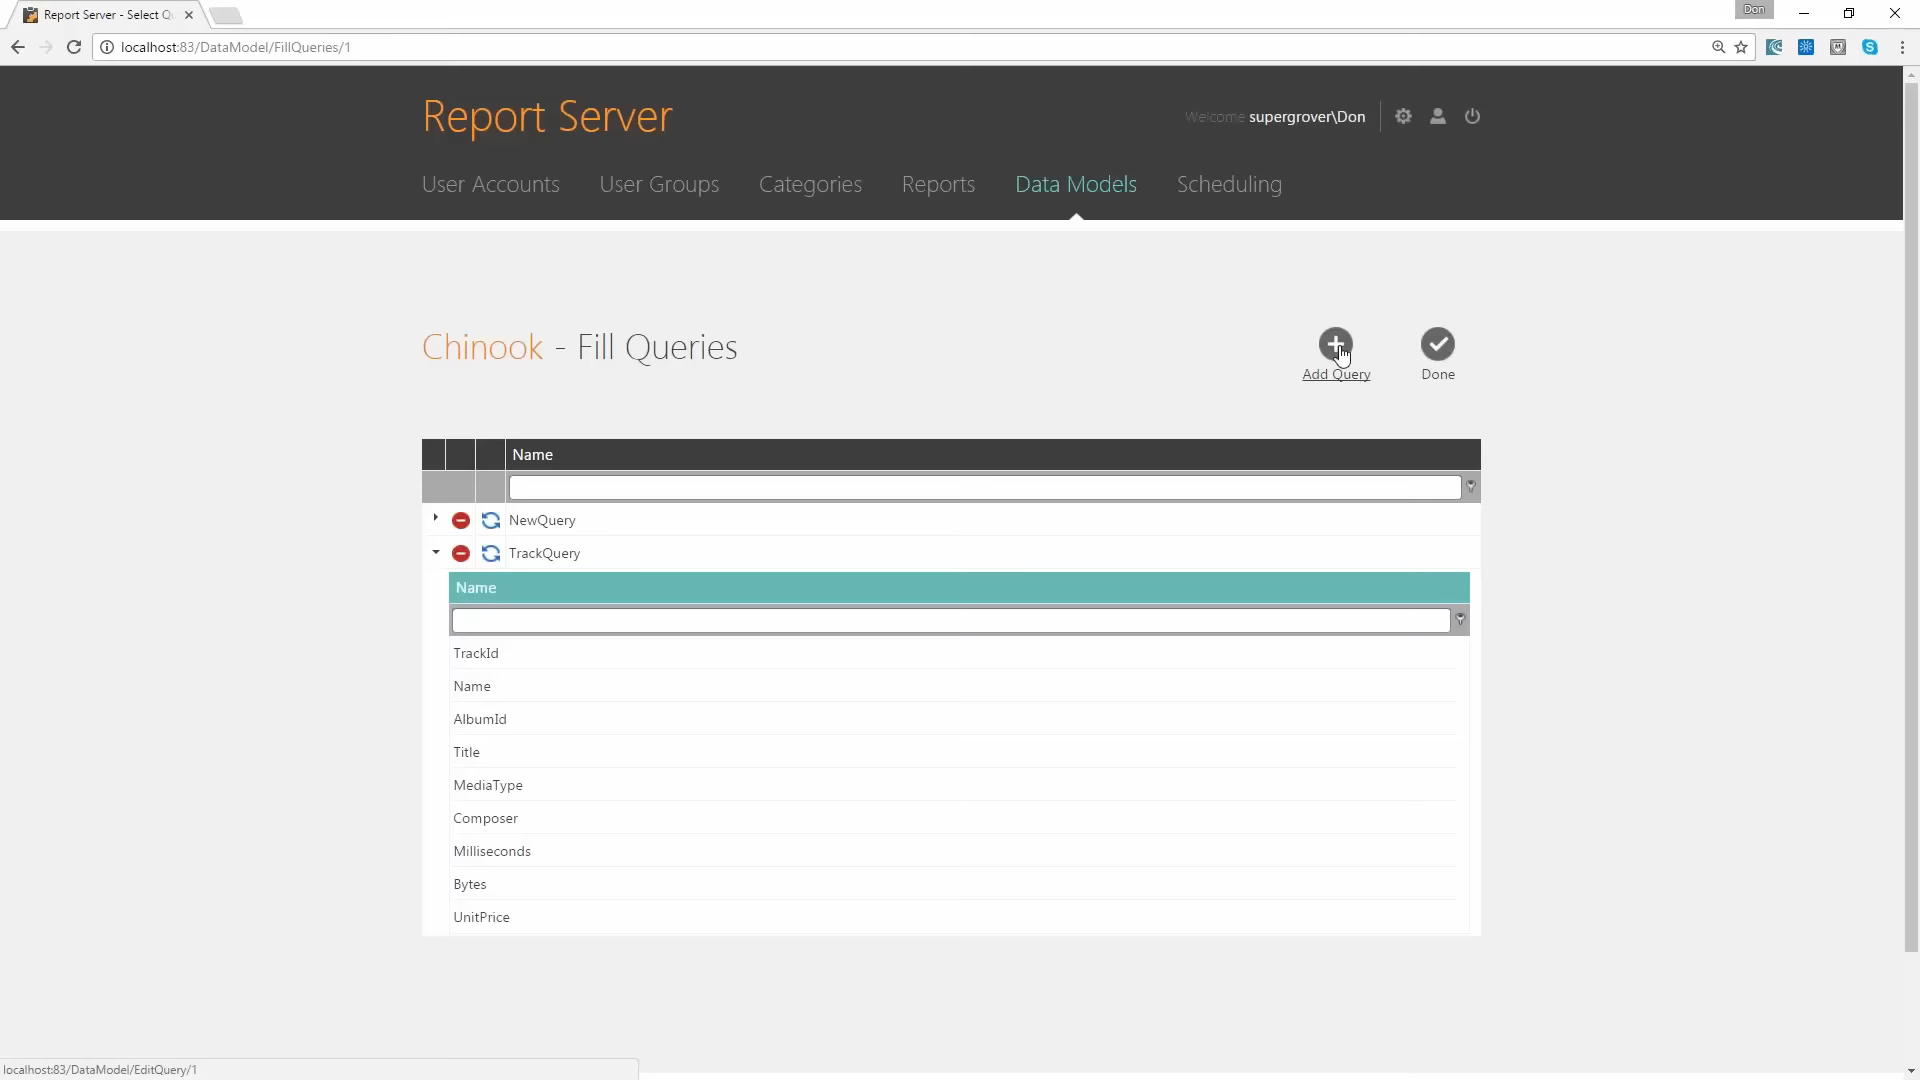 Report Server - Select Q
Don
localhost:83/DataModel/FillQueries/1
Report Server
Welcome supergrover\Don
User Accounts User Groups Categories Reports Data Models Scheduling
Chinook - Fill Queries
Add Query
Done
Name
NewQuery
TrackQuery
Name
TrackId
Name
AlbumId
Title
MediaType
Composer
Milliseconds
Bytes
UnitPrice
localhost:83/DataModel/EditQuery/1